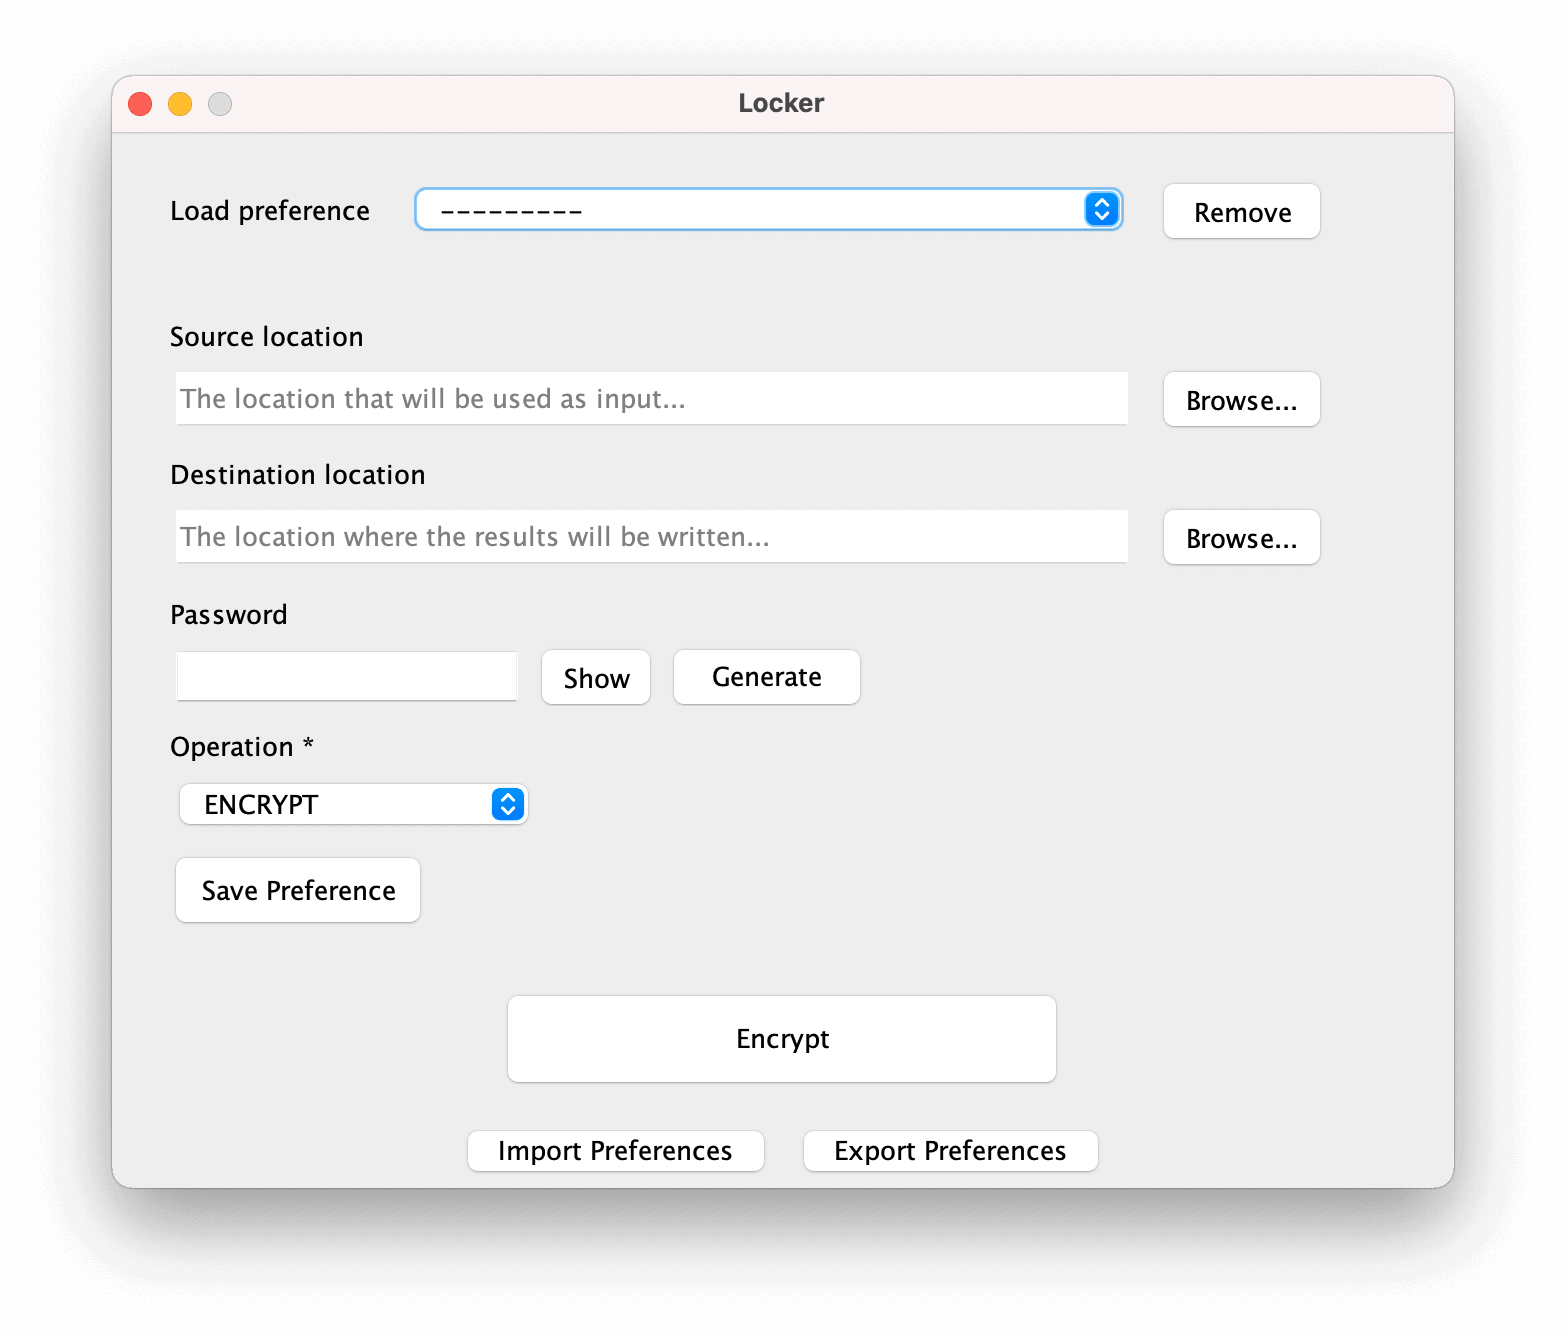 Locker
Load preference --------- Remove
Source location
The location that will be used as input... Browse...
Destination location
The location where the results will be written... Browse...
Password
Show Generate
Operation *
ENCRYPT
Save Preference
Encrypt
Import Preferences Export Preferences